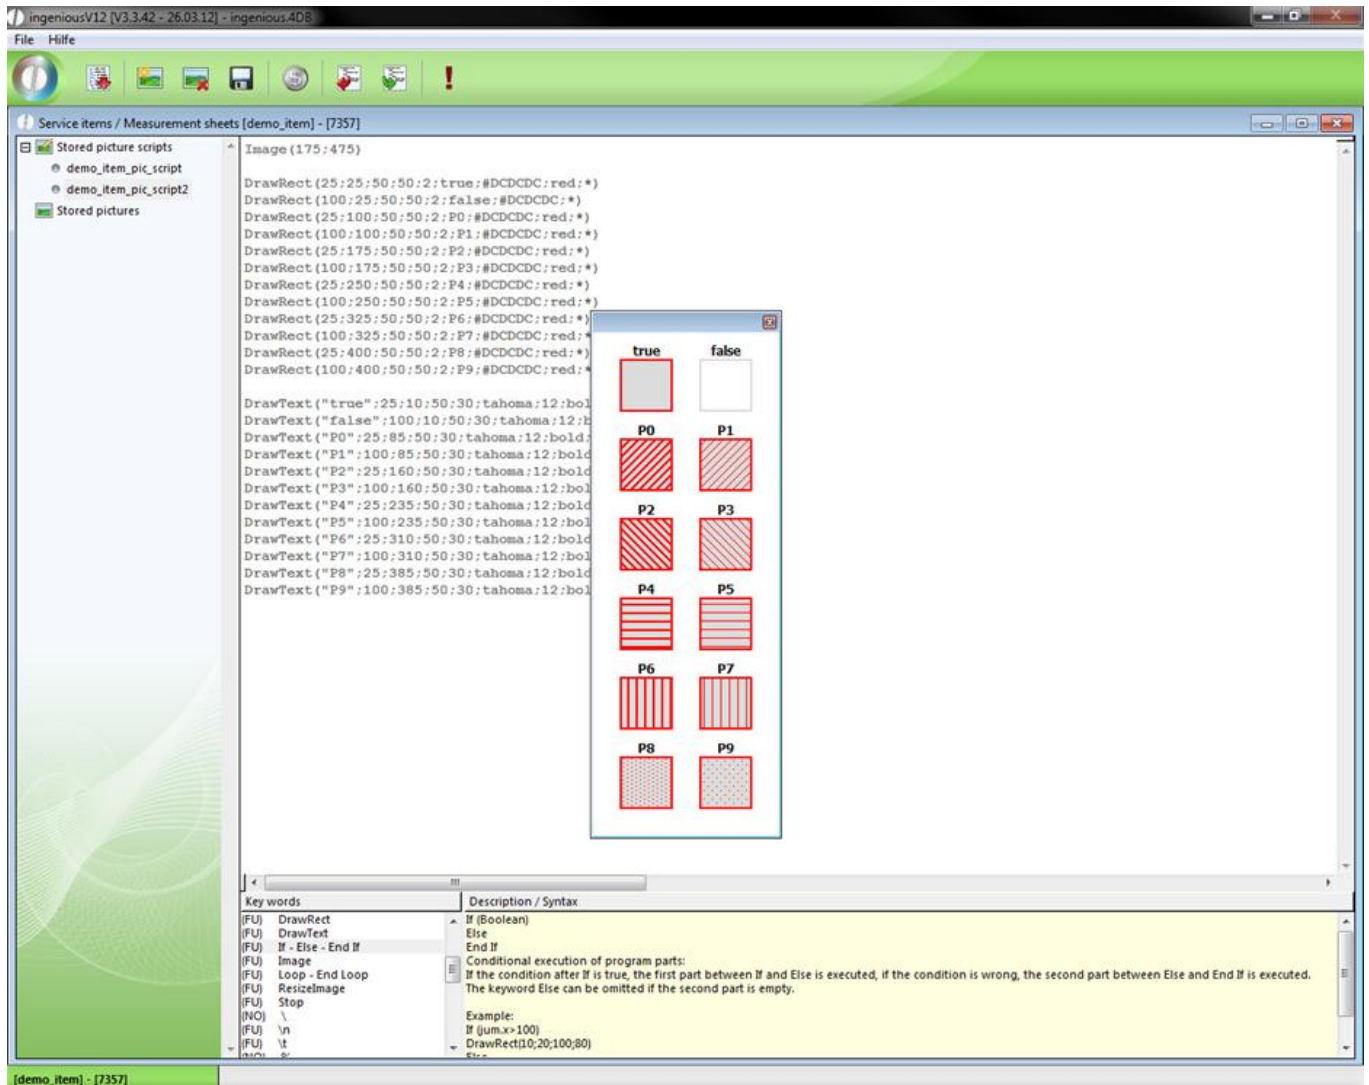 ingeniousV12 [V3.3.42 - 26.03.12] - ingenious.4DB
File Hilfe
Service items / Measurement sheets [demo_item] - [7357]
Stored picture scripts
demo_item_pic_script
demo_item_pic_script2
Stored pictures
Image(175;475)
DrawRect(25;25;50;50;2;true;#DCDCDC;red;*)
DrawRect(100;25;50;50;2;false;#DCDCDC;*)
DrawRect(25;100;50;50;2;P0;#DCDCDC;red;*)
DrawRect(100;100;50;50;2;P1;#DCDCDC;red;*)
DrawRect(25;175;50;50;2;P2;#DCDCDC;red;*)
DrawRect(100;175;50;50;2;P3;#DCDCDC;red;*)
DrawRect(25;250;50;50;2;P4;#DCDCDC;red;*)
DrawRect(100;250;50;50;2;P5;#DCDCDC;red;*)
DrawRect(25;325;50;50;2;P6;#DCDCDC;red;*)
DrawRect(100;325;50;50;2;P7;#DCDCDC;red;*
DrawRect(25;400;50;50;2;P8;#DCDCDC;red;*)
DrawRect(100;400;50;50;2;P9;#DCDCDC;red;*
DrawText("true";25;10;50;30;tahoma;12;bol
DrawText("false";100;10;50;30;tahoma;12;b
DrawText("P0";25;85;50;30;tahoma;12;bold;
DrawText("P1";100;85;50;30;tahoma;12;bold
DrawText("P2";25;160;50;30;tahoma;12;bold
DrawText("P3";100;160;50;30;tahoma;12;bol
DrawText("P4";25;235;50;30;tahoma;12;bold
DrawText("P5";100;235;50;30;tahoma;12;bol
DrawText("P6";25;310;50;30;tahoma;12;bold
DrawText("P7";100;310;50;30;tahoma;12;bol
DrawText("P8";25;385;50;30;tahoma;12;bold
DrawText("P9";100;385;50;30;tahoma;12;bol
true false
P0 P1
P2 P3
P4 P5
P6 P7
P8 P9
Key words
(FU) DrawRect
(FU) DrawText
(FU) If - Else - End If
(FU) Image
(FU) Loop - End Loop
(FU) ResizeImage
(FU) Stop
(NO) \
(FU) \n
(FU) \t
Description / Syntax
If (Boolean)
Else
End If
Conditional execution of program parts:
If the condition after If is true, the first part between If and Else is executed, if the condition is wrong, the second part between Else and End If is executed.
The keyword Else can be omitted if the second part is empty.
Example:
If (jum.x>100)
DrawRect(10;20;100;80)
Else
[demo_item] - [7357]